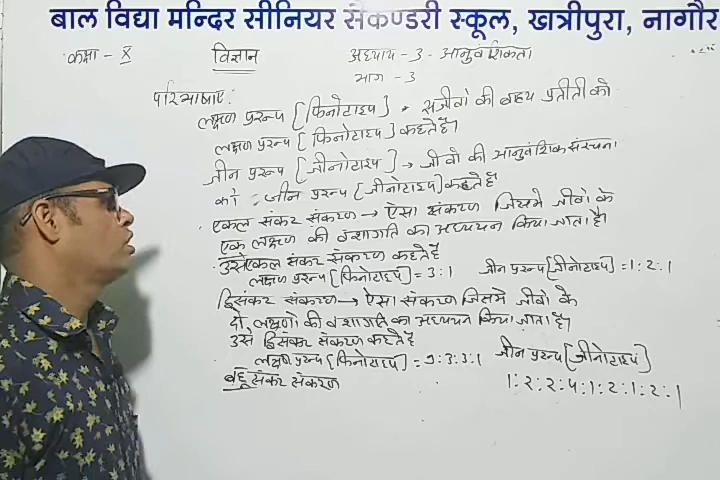 बाल विद्या मन्दिर सीनियर सैकण्डरी स्कूल, खत्रीपुरा, नागौर
कक्षा - X विज्ञान अध्याय - 3 - आनुवंशिकता
भाग - 3
परिभाषाएं:
लक्षण प्ररूप [फिनोटाइप] → सजीवों की बाह्य प्रतीती को
लक्षण प्ररूप [फिनोटाइप] कहते है।
जीन प्ररूप [जीनोटाइप] → जीवो की आनुवंशिक संरचना
को जीन प्ररूप [जीनोटाइप] कहते है
एकल संकर संकरण → ऐसा संकरण जिसमे जीवो के
एक लक्षण की वंशागति का अध्ययन किया जाता है।
उसे एकल संकर संकरण कहते है
लक्षण प्ररूप [फिनोटाइप] = 3:1 जीन प्ररूप [जीनोटाइप] = 1:2:1
द्विसंकर संकरण → ऐसा संकरण जिसमे जीवो के
दो लक्षणो की वंशागति का अध्ययन किया जाता है।
उसे द्विसंकर संकरण कहते है
लक्षण प्ररूप [फिनोटाइप] = 9:3:3:1 जीन प्ररूप [जीनोटाइप]
बहू संकर संकरण 1:2:2:4:1:2:1:2:1